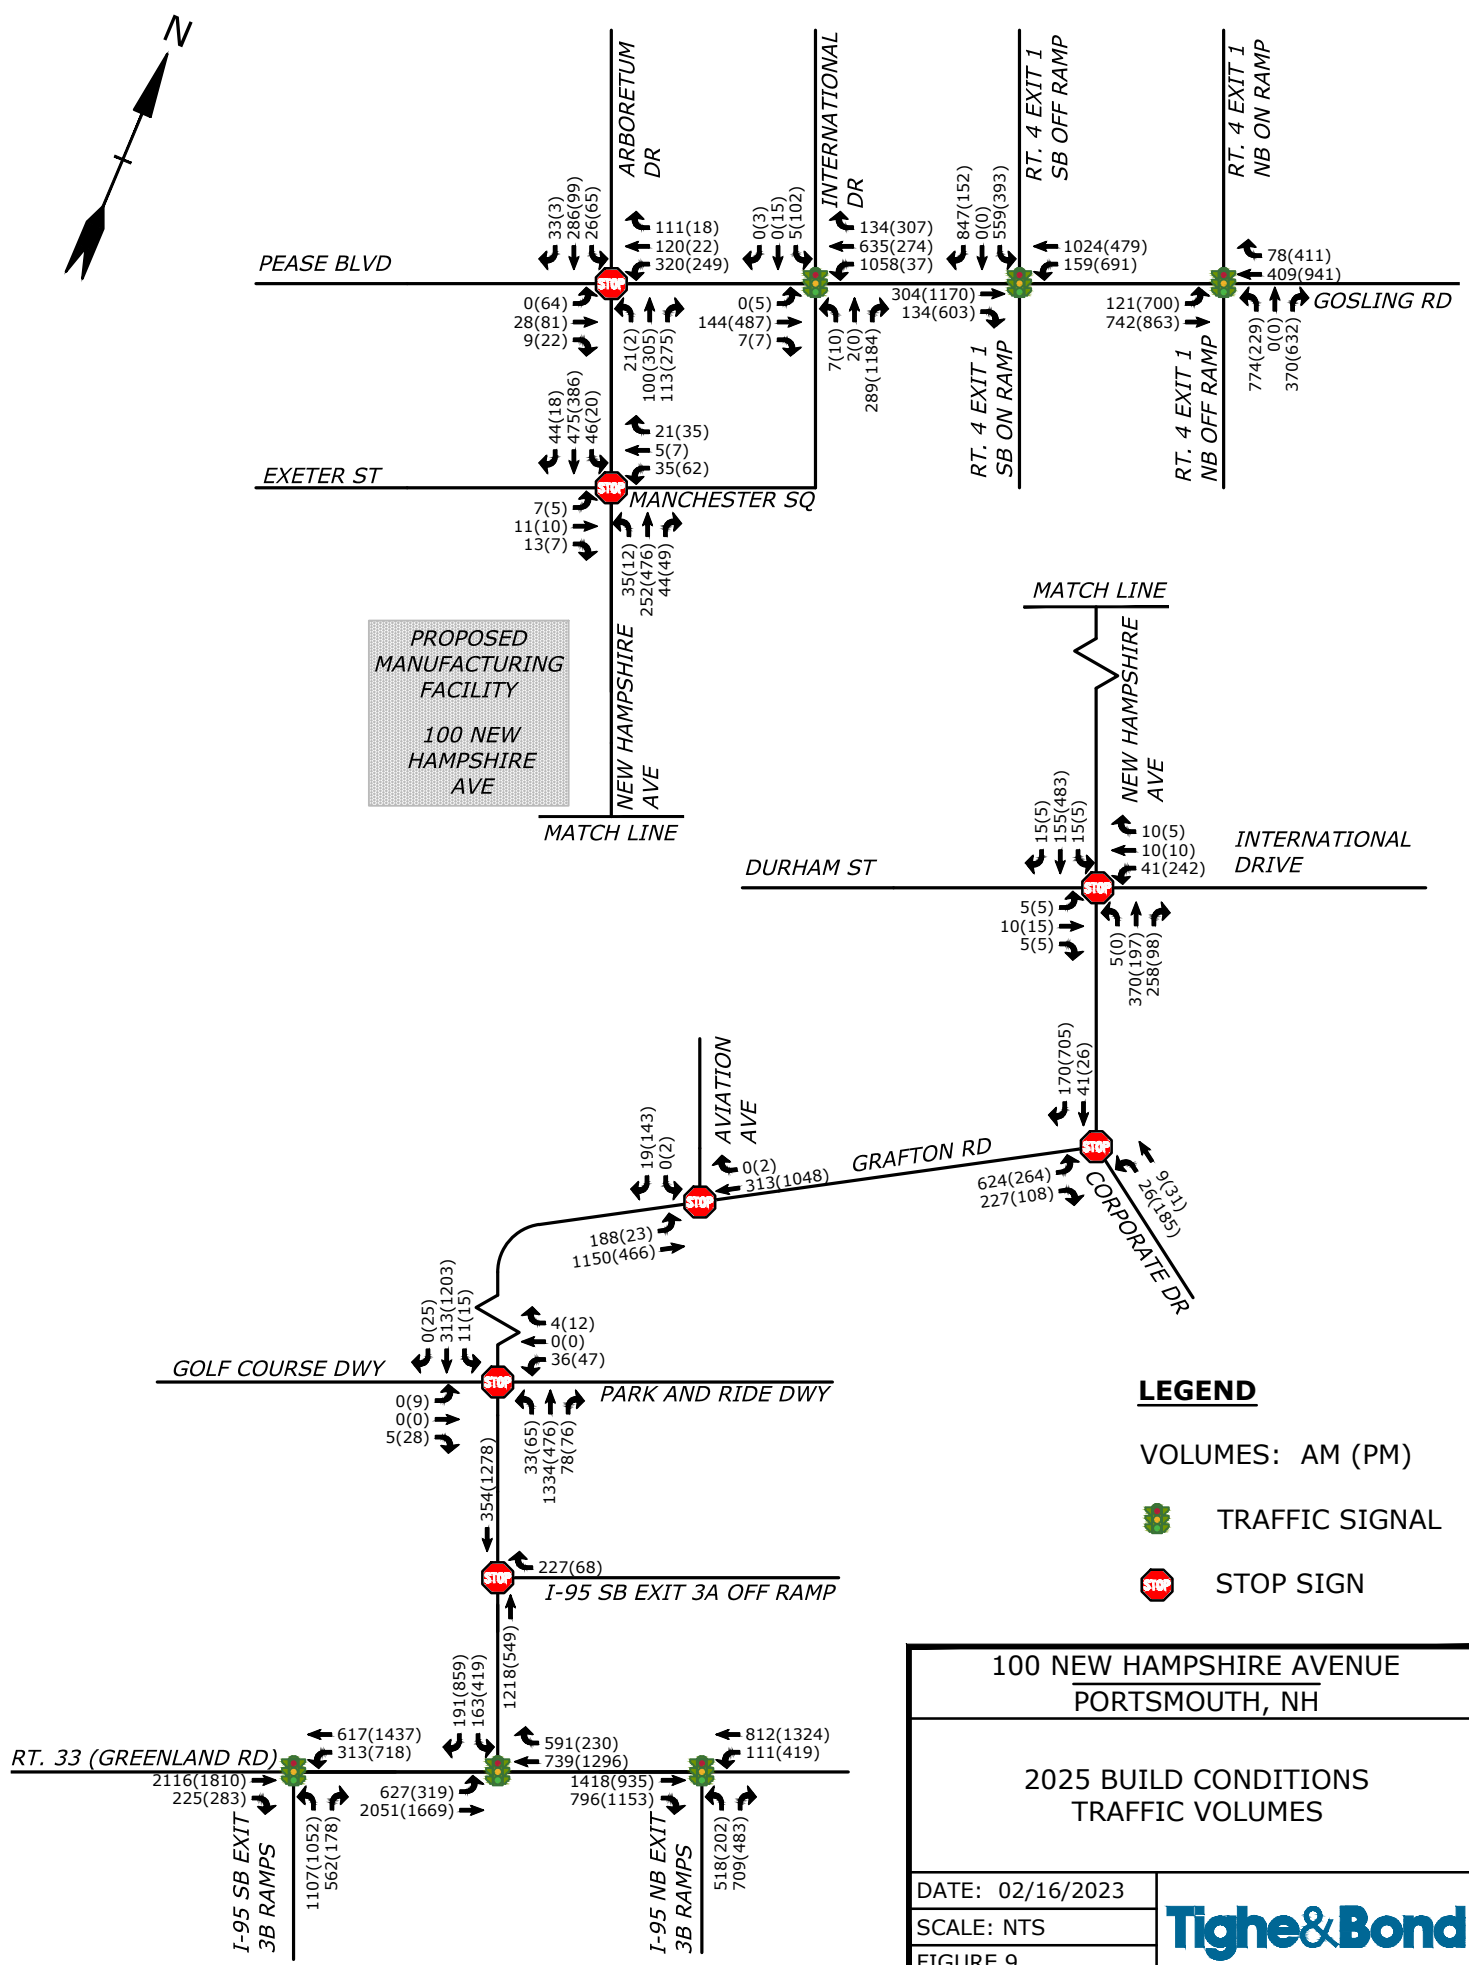 N
ARBORETUM
DR
INTERNATIONAL
DR
RT. 4 EXIT 1
SB OFF RAMP
RT. 4 EXIT 1
NB ON RAMP
PEASE BLVD
33(3)
286(99)
26(65)
111(18)
120(22)
320(249)
0(64)
28(81)
9(22)
21(2)
100(305)
113(275)
STOP
0(3)
0(15)
5(102)
134(307)
635(274)
1058(37)
0(5)
144(487)
7(7)
7(10)
2(0)
289(1184)
847(152)
0(0)
559(393)
1024(479)
159(691)
304(1170)
134(603)
RT. 4 EXIT 1
SB ON RAMP
78(411)
409(941)
GOSLING RD
121(700)
742(863)
774(229)
0(0)
370(632)
RT. 4 EXIT 1
NB OFF RAMP
EXETER ST
44(18)
475(386)
46(20)
21(35)
5(7)
35(62)
STOP
MANCHESTER SQ
7(5)
11(10)
13(7)
35(12)
252(476)
44(49)
PROPOSED
MANUFACTURING
FACILITY
100 NEW
HAMPSHIRE
AVE
NEW HAMPSHIRE
AVE
MATCH LINE
MATCH LINE
NEW HAMPSHIRE
AVE
DURHAM ST
15(5)
155(483)
15(5)
10(5)
10(10)
41(242)
INTERNATIONAL
DRIVE
STOP
5(5)
10(15)
5(5)
5(0)
370(197)
258(98)
170(705)
41(26)
STOP
624(264)
227(108)
9(31)
26(185)
CORPORATE DR
GRAFTON RD
AVIATION
AVE
19(143)
0(2)
0(2)
313(1048)
STOP
188(23)
1150(466)
GOLF COURSE DWY
0(25)
313(1203)
11(15)
4(12)
0(0)
36(47)
STOP
PARK AND RIDE DWY
0(9)
0(0)
5(28)
33(65)
1334(476)
78(76)
354(1278)
STOP
227(68)
I-95 SB EXIT 3A OFF RAMP
1218(549)
191(859)
163(419)
591(230)
739(1296)
627(319)
2051(1669)
RT. 33 (GREENLAND RD)
617(1437)
313(718)
2116(1810)
225(283)
1107(1052)
562(178)
I-95 SB EXIT
3B RAMPS
812(1324)
111(419)
1418(935)
796(1153)
518(202)
709(483)
I-95 NB EXIT
3B RAMPS
LEGEND
VOLUMES: AM (PM)
TRAFFIC SIGNAL
STOP
STOP SIGN
100 NEW HAMPSHIRE AVENUE
PORTSMOUTH, NH
2025 BUILD CONDITIONS
TRAFFIC VOLUMES
DATE: 02/16/2023
SCALE: NTS
FIGURE 9
Tighe&Bond